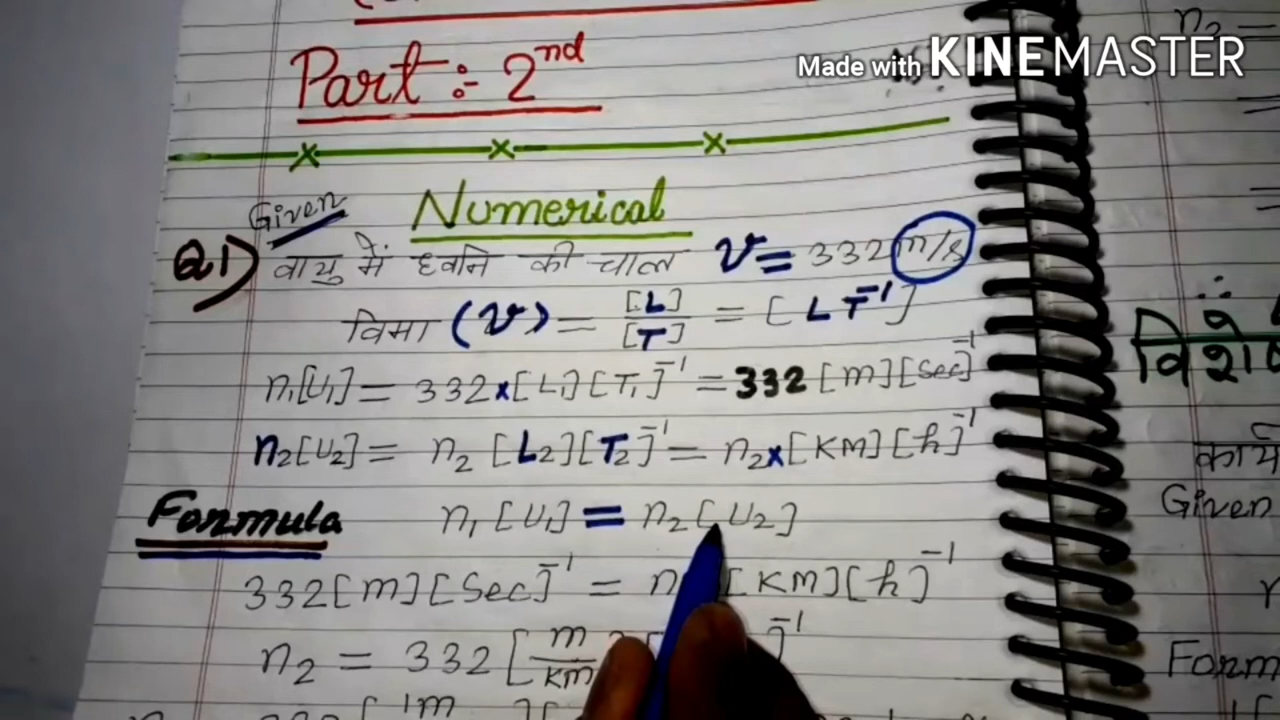 Part :- 2nd
Made with KINEMASTER
Given
Numerical
Q1) वायु में ध्वनि की चाल v = 332 m/s
विमा (v) = [L]/[T] = [L T⁻¹]
n₁[U₁] = 332 × [L₁][T₁]⁻¹ = 332 [m][Sec]⁻¹
n₂[U₂] = n₂ [L₂][T₂]⁻¹ = n₂ × [KM][h]⁻¹
Formula n₁ [U₁] = n₂ [U₂]
332[m][Sec]⁻¹ = n [KM][h]⁻¹
n₂ = 332 [m/KM ]⁻¹
1m
n₂ =
कार्य
Given
Form